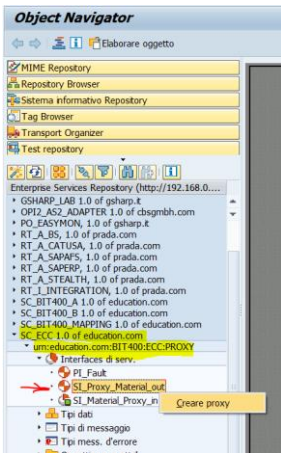 Object Navigator
Elaborare oggetto
MIME Repository
Repository Browser
Sistema informativo Repository
Tag Browser
Transport Organizer
Test repository
Enterprise Services Repository (http://192.168.0....
GSHARP_LAB 1.0 of gsharp.it
OPI2_AS2_ADAPTER 1.0 of cbsgmbh.com
PO_EASYMON, 1.0 of gsharp.it
RT_A_BS, 1.0 of prada.com
RT_A_CATUSA, 1.0 of prada.com
RT_A_SAPAFS, 1.0 of prada.com
RT_A_SAPERP, 1.0 of prada.com
RT_A_STEALTH, 1.0 of prada.com
RT_I_INTEGRATION, 1.0 of prada.com
SC_BIT400_A 1.0 of education.com
SC_BIT400_B 1.0 of education.com
SC_BIT400_MAPPING 1.0 of education.com
SC_ECC 1.0 of education.com
urn:education.com:BIT400:ECC:PROXY
Interfaces di serv.
PI_Fault
SI_Proxy_Material_out
SI_Material_Proxy_in
Creare proxy
Tipi dati
Tipi di messaggio
Tipi mess. d'errore